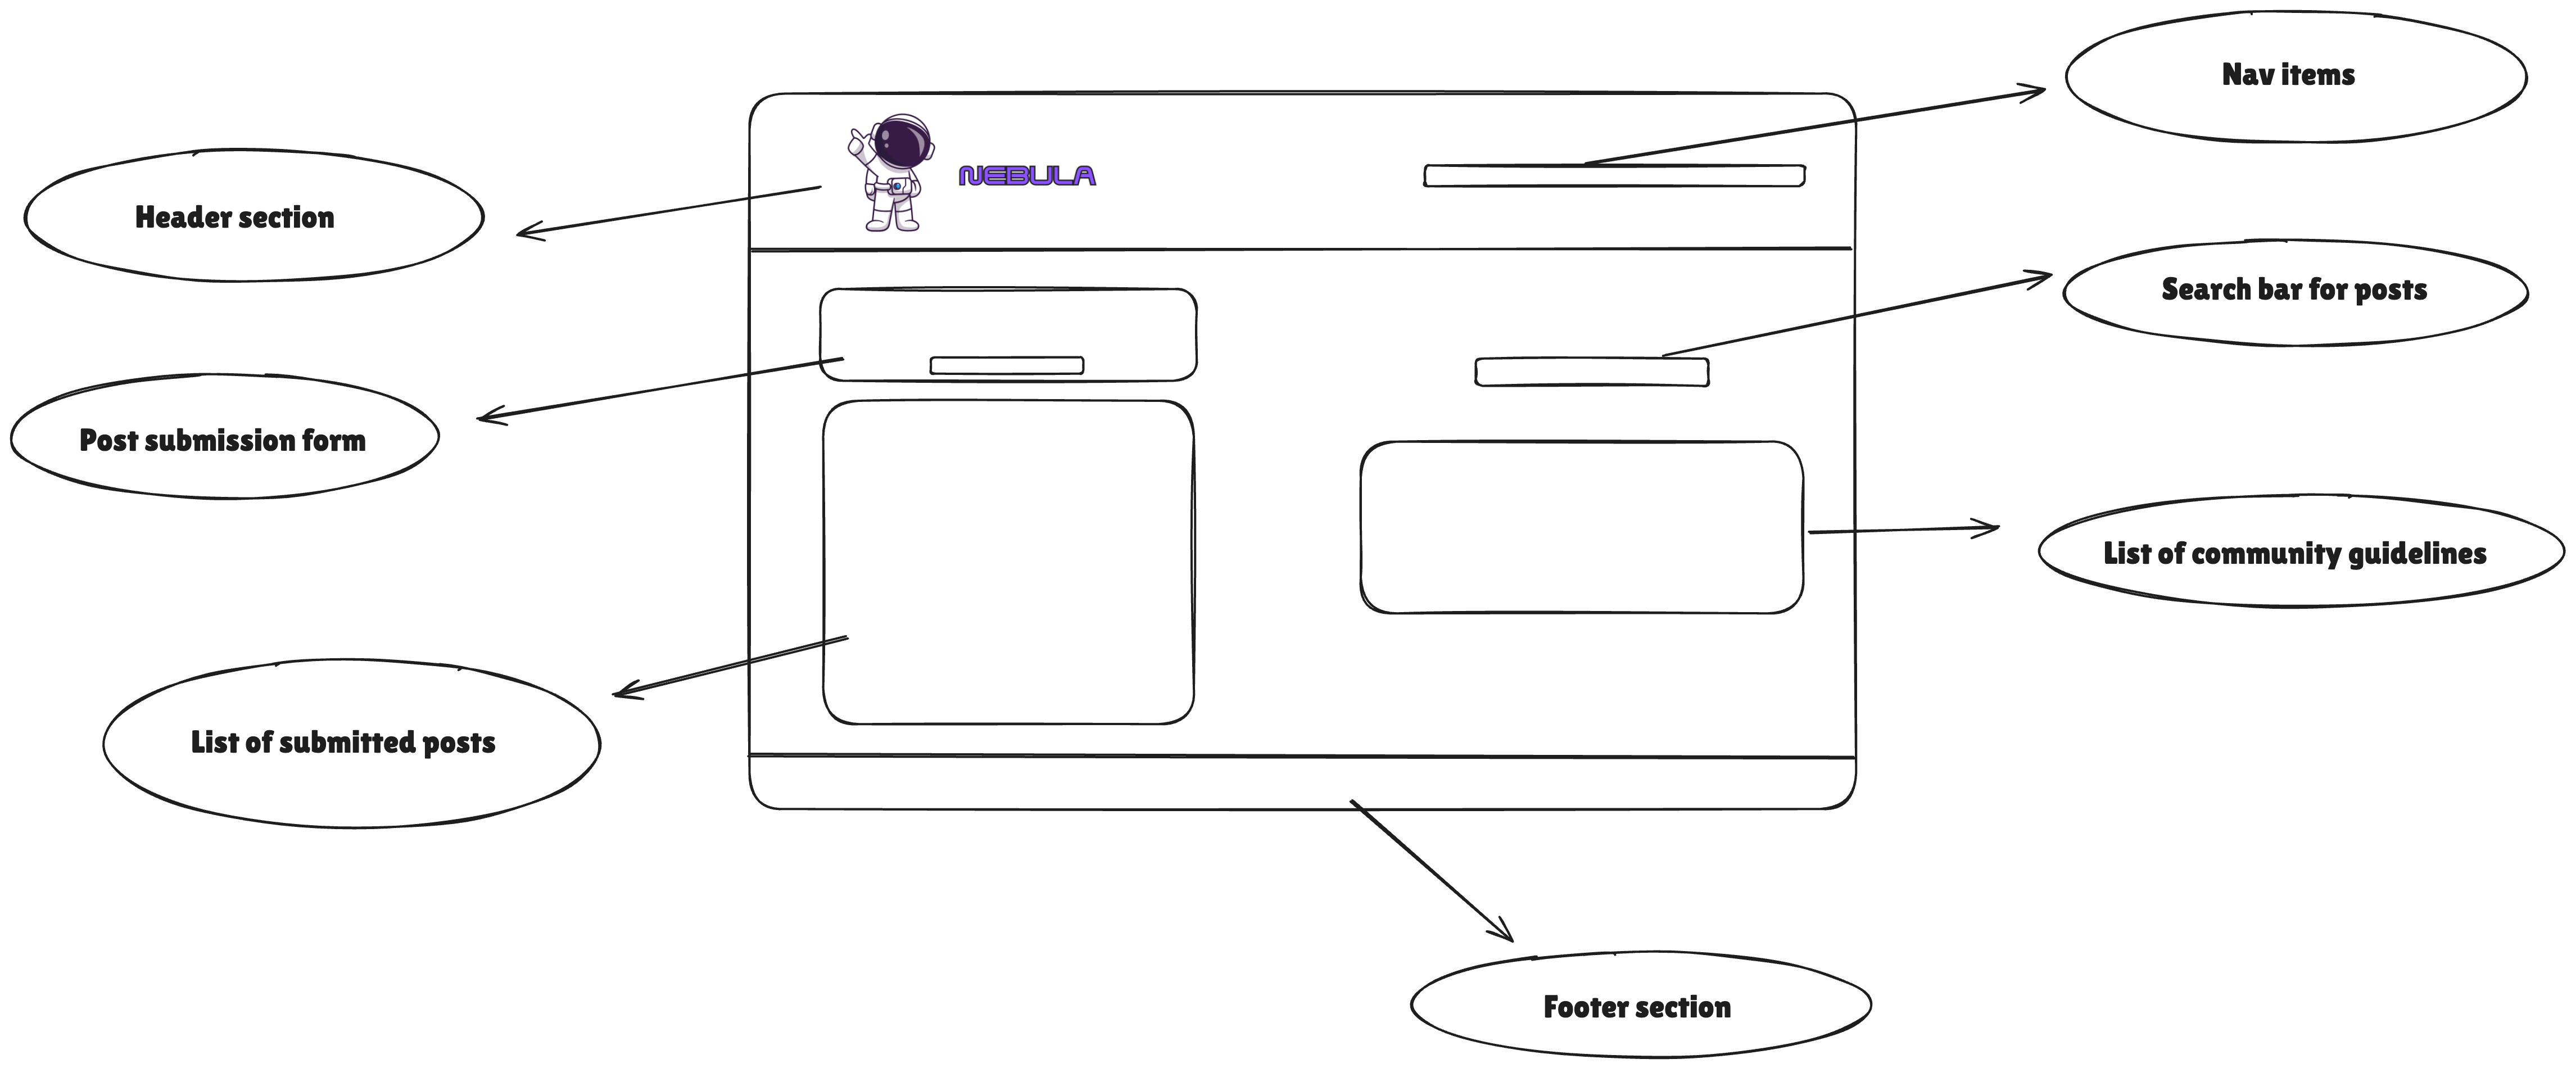 Nav items
NEBULA
Header section
Search bar for posts
Post submission form
List of community guidelines
List of submitted posts
Footer section